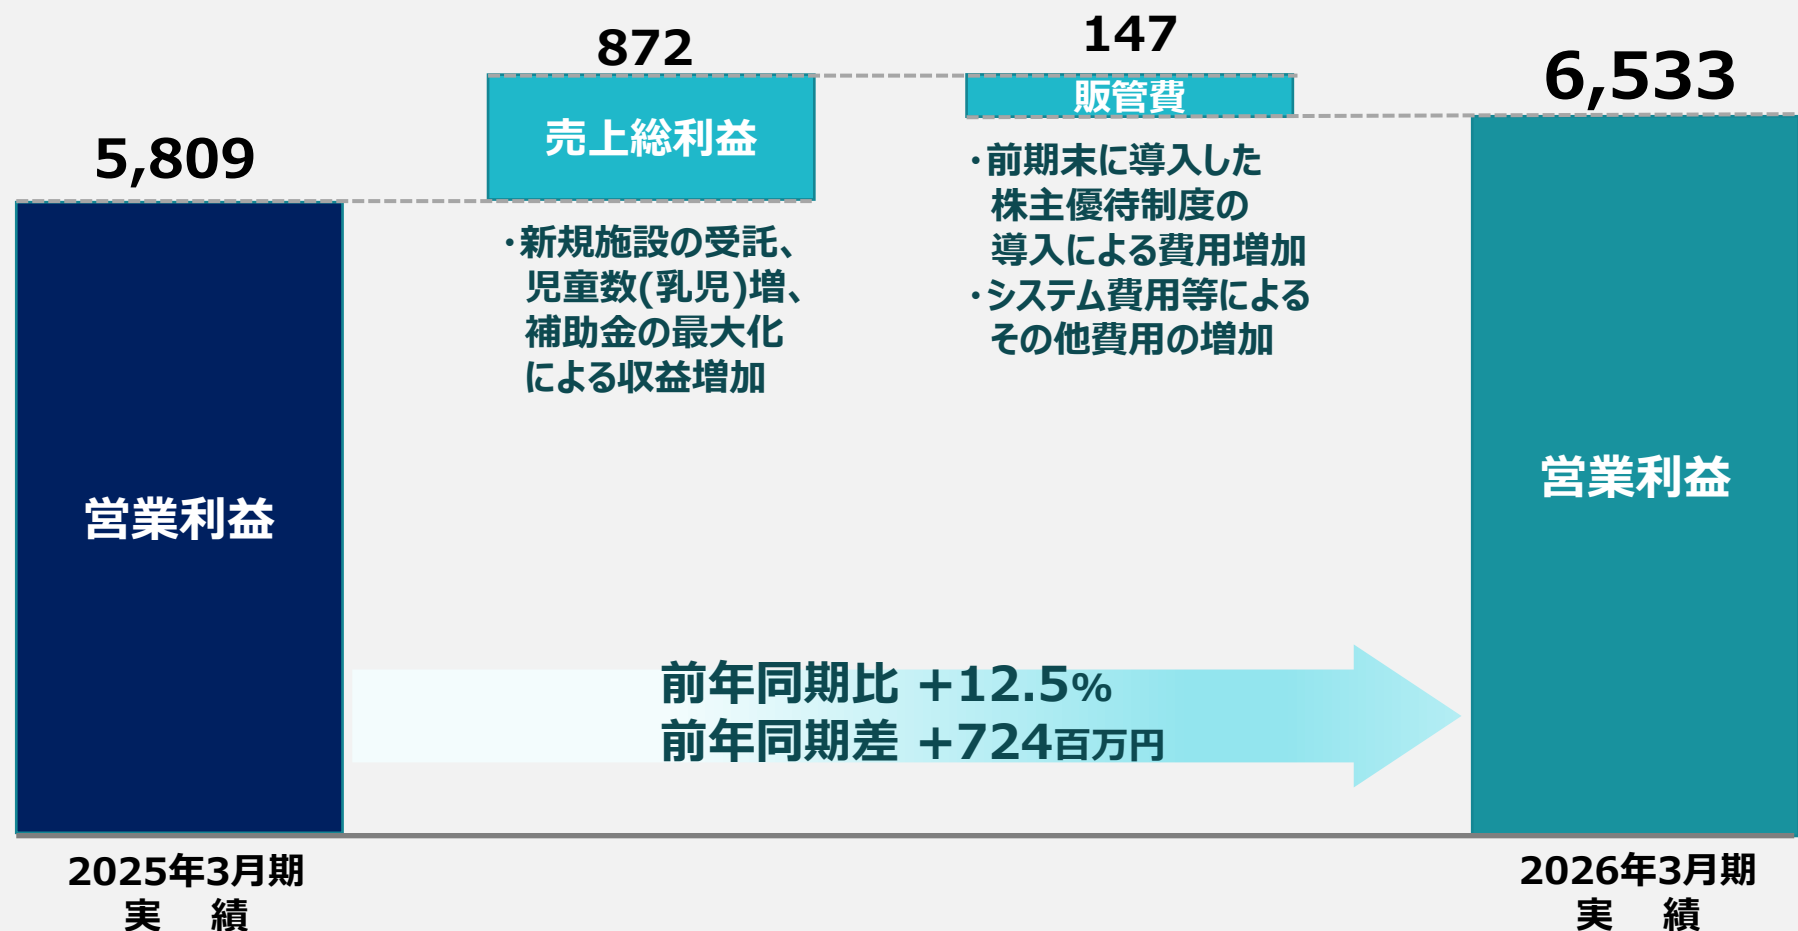 5,809
営業利益
2025年3月期
実 績
872
売上総利益
・新規施設の受託、
児童数(乳児)増、
補助金の最大化
による収益増加
147
販管費
・前期末に導入した
株主優待制度の
導入による費用増加
・システム費用等による
その他費用の増加
6,533
営業利益
2026年3月期
実 績
前年同期比 +12.5%
前年同期差 +724百万円